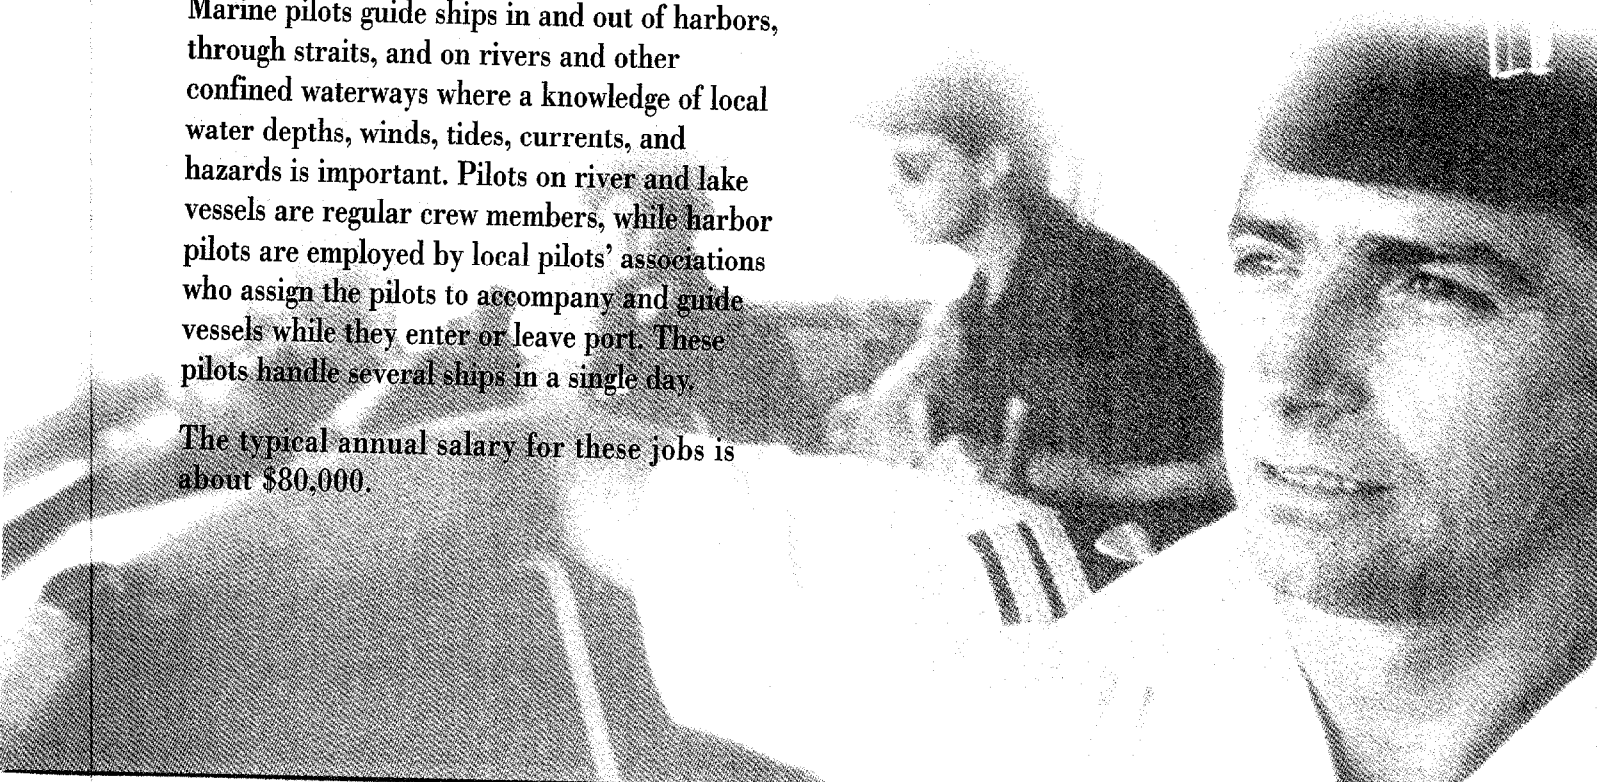 Marine pilots guide ships in and out of harbors,
through straits, and on rivers and other
confined waterways where a knowledge of local
water depths, winds, tides, currents, and
hazards is important. Pilots on river and lake
vessels are regular crew members, while harbor
pilots are employed by local pilots’ associations
who assign the pilots to accompany and guide
vessels while they enter or leave port. These
pilots handle several ships in a single day.
The typical annual salary for these jobs is
about $80,000.